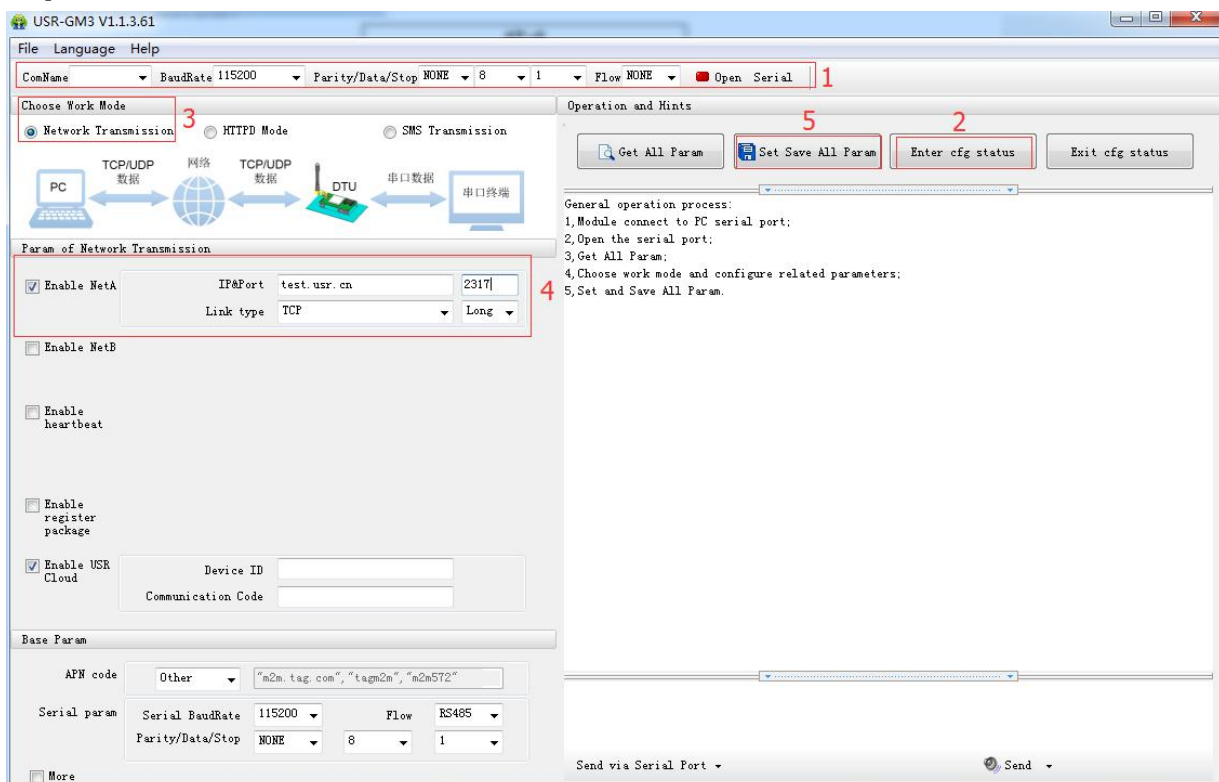 USR-GM3 V1.1.3.61
File Language Help
ComName BaudRate 115200 Parity/Data/Stop NONE 8 1 Flow NONE Open Serial 1
Choose Work Mode
3
Network Transmission HTTPD Mode SMS Transmission
PC TCP/UDP 数据 网络 TCP/UDP 数据 DTU 串口数据 串口终端
Param of Network Transmission
Enable NetA IP&Port test.usr.cn 2317
Link type TCP Long
4
Enable NetB
Enable
heartbeat
Enable
register
package
Enable USR
Cloud
Device ID
Communication Code
Base Param
APN code Other "m2m.tag.com","tagm2m","m2m572"
Serial param Serial BaudRate 115200 Flow RS485
Parity/Data/Stop NONE 8 1
More
Operation and Hints
5 2
Get All Param Set Save All Param Enter cfg status Exit cfg status
General operation process:
1,Module connect to PC serial port;
2,Open the serial port;
3,Get All Param;
4,Choose work mode and configure related parameters;
5,Set and Save All Param.
Send via Serial Port Send